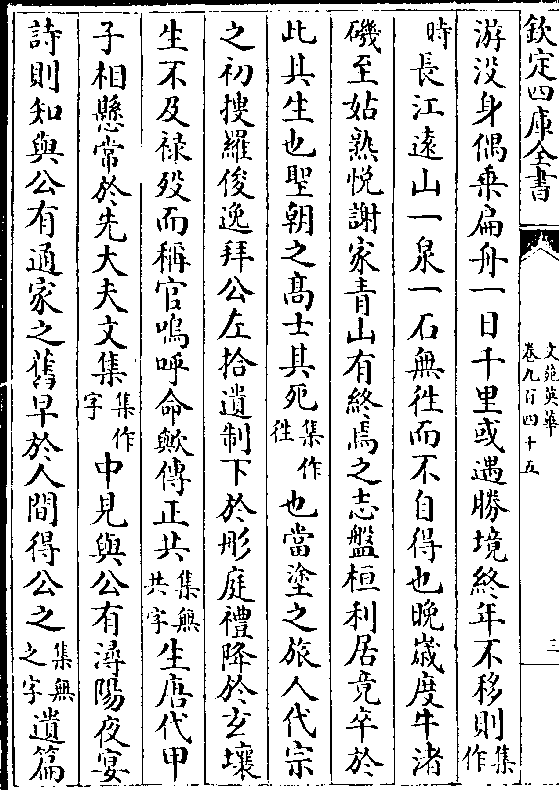 欽定四庫全書
文苑英華
卷九百四十五
三
游没身偶乗扁舟一日千里或遇勝境終年不移則集作
時長江逺山一泉一石無徃而不自得也晚嵗度牛渚
磯至姑熟悦謝家青山有終焉之志盤桓利居竟卒於
此其生也聖朝之髙士其死集作徃也當塗之旅人代宗
之初搜羅俊逸拜公左拾遺制下於彤庭禮降於𤣥壤
生不及禄殁而稱官嗚呼命歟傳正共集無共字生唐代甲
子相懸常於先大夫文集集作字中見與公有潯陽夜宴
詩則知與公有通家之舊早於人間得公之集無之字遺篇